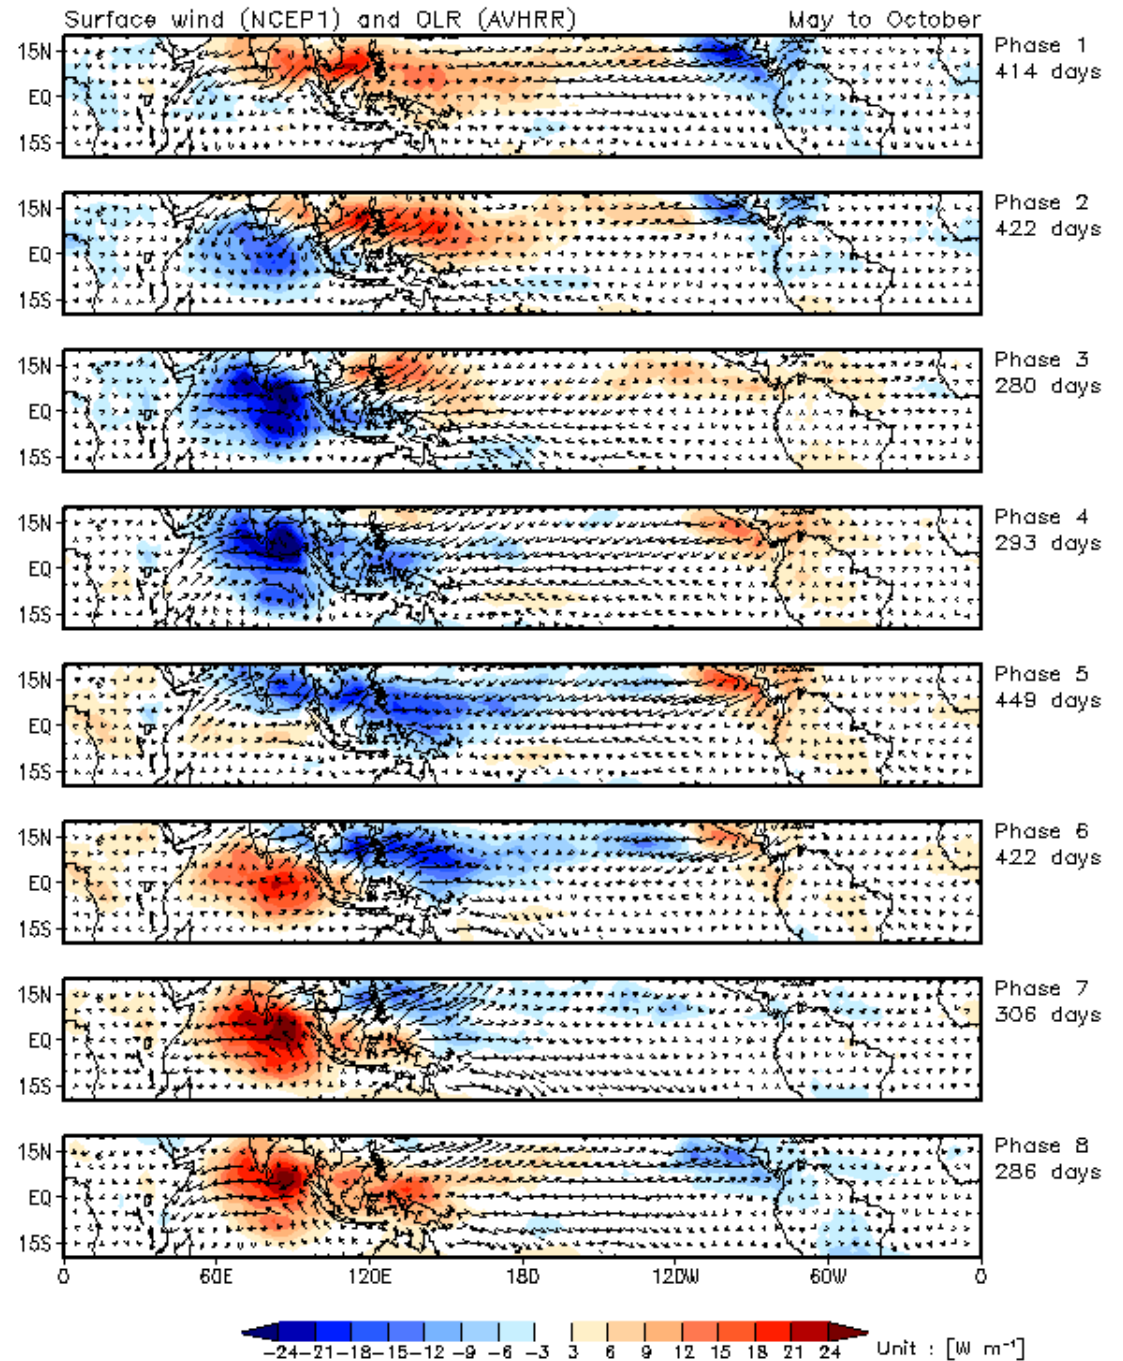 Surface wind (NCEP1) and OLR (AVHRR) May to October
15N
EQ
15S
Phase 1
414 days
15N
EQ
15S
Phase 2
422 days
15N
EQ
15S
Phase 3
280 days
15N
EQ
15S
Phase 4
293 days
15N
EQ
15S
Phase 5
449 days
15N
EQ
15S
Phase 6
422 days
15N
EQ
15S
Phase 7
306 days
15N
EQ
15S
Phase 8
286 days
0 60E 120E 180 120W 60W 0
-24 -21 -18 -15 -12 -9 -6 -3 3 6 9 12 15 18 21 24 Unit : [W m⁻¹]